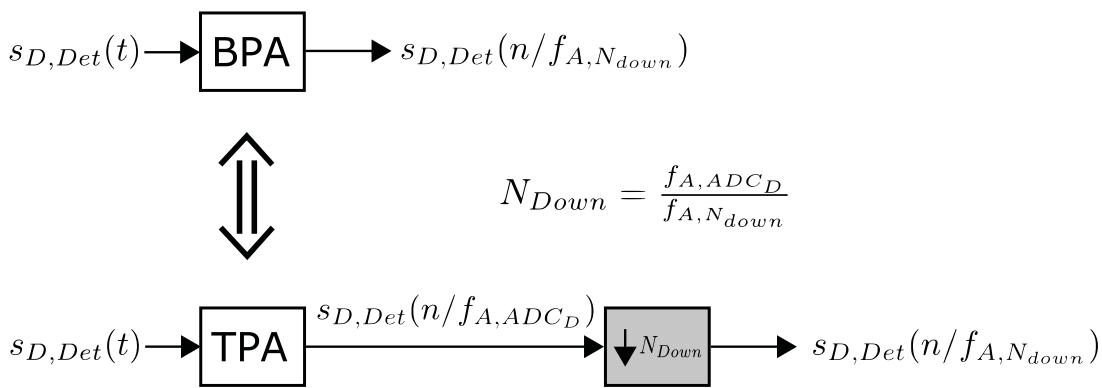 s_{D,Det}(t) BPA s_{D,Det}(n/f_{A,N_{down}})
N_{Down} = \frac{f_{A,ADC_D}}{f_{A,N_{down}}}
s_{D,Det}(t) TPA s_{D,Det}(n/f_{A,ADC_D}) ↓ N_{Down} s_{D,Det}(n/f_{A,N_{down}})